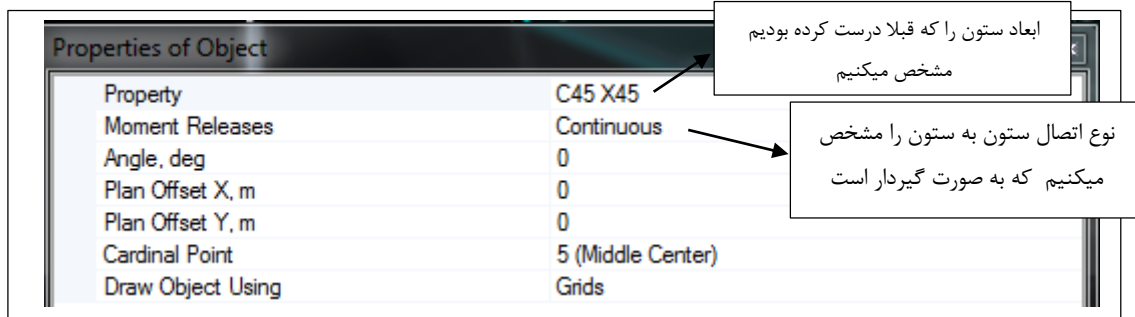 ابعاد ستون را که قبلا درست کرده بودیم
مشخص میکنیم
Properties of Object
Property C45 X45
Moment Releases Continuous
نوع اتصال ستون به ستون را مشخص
میکنیم که به صورت گیردار است
Angle, deg 0
Plan Offset X, m 0
Plan Offset Y, m 0
Cardinal Point 5 (Middle Center)
Draw Object Using Grids